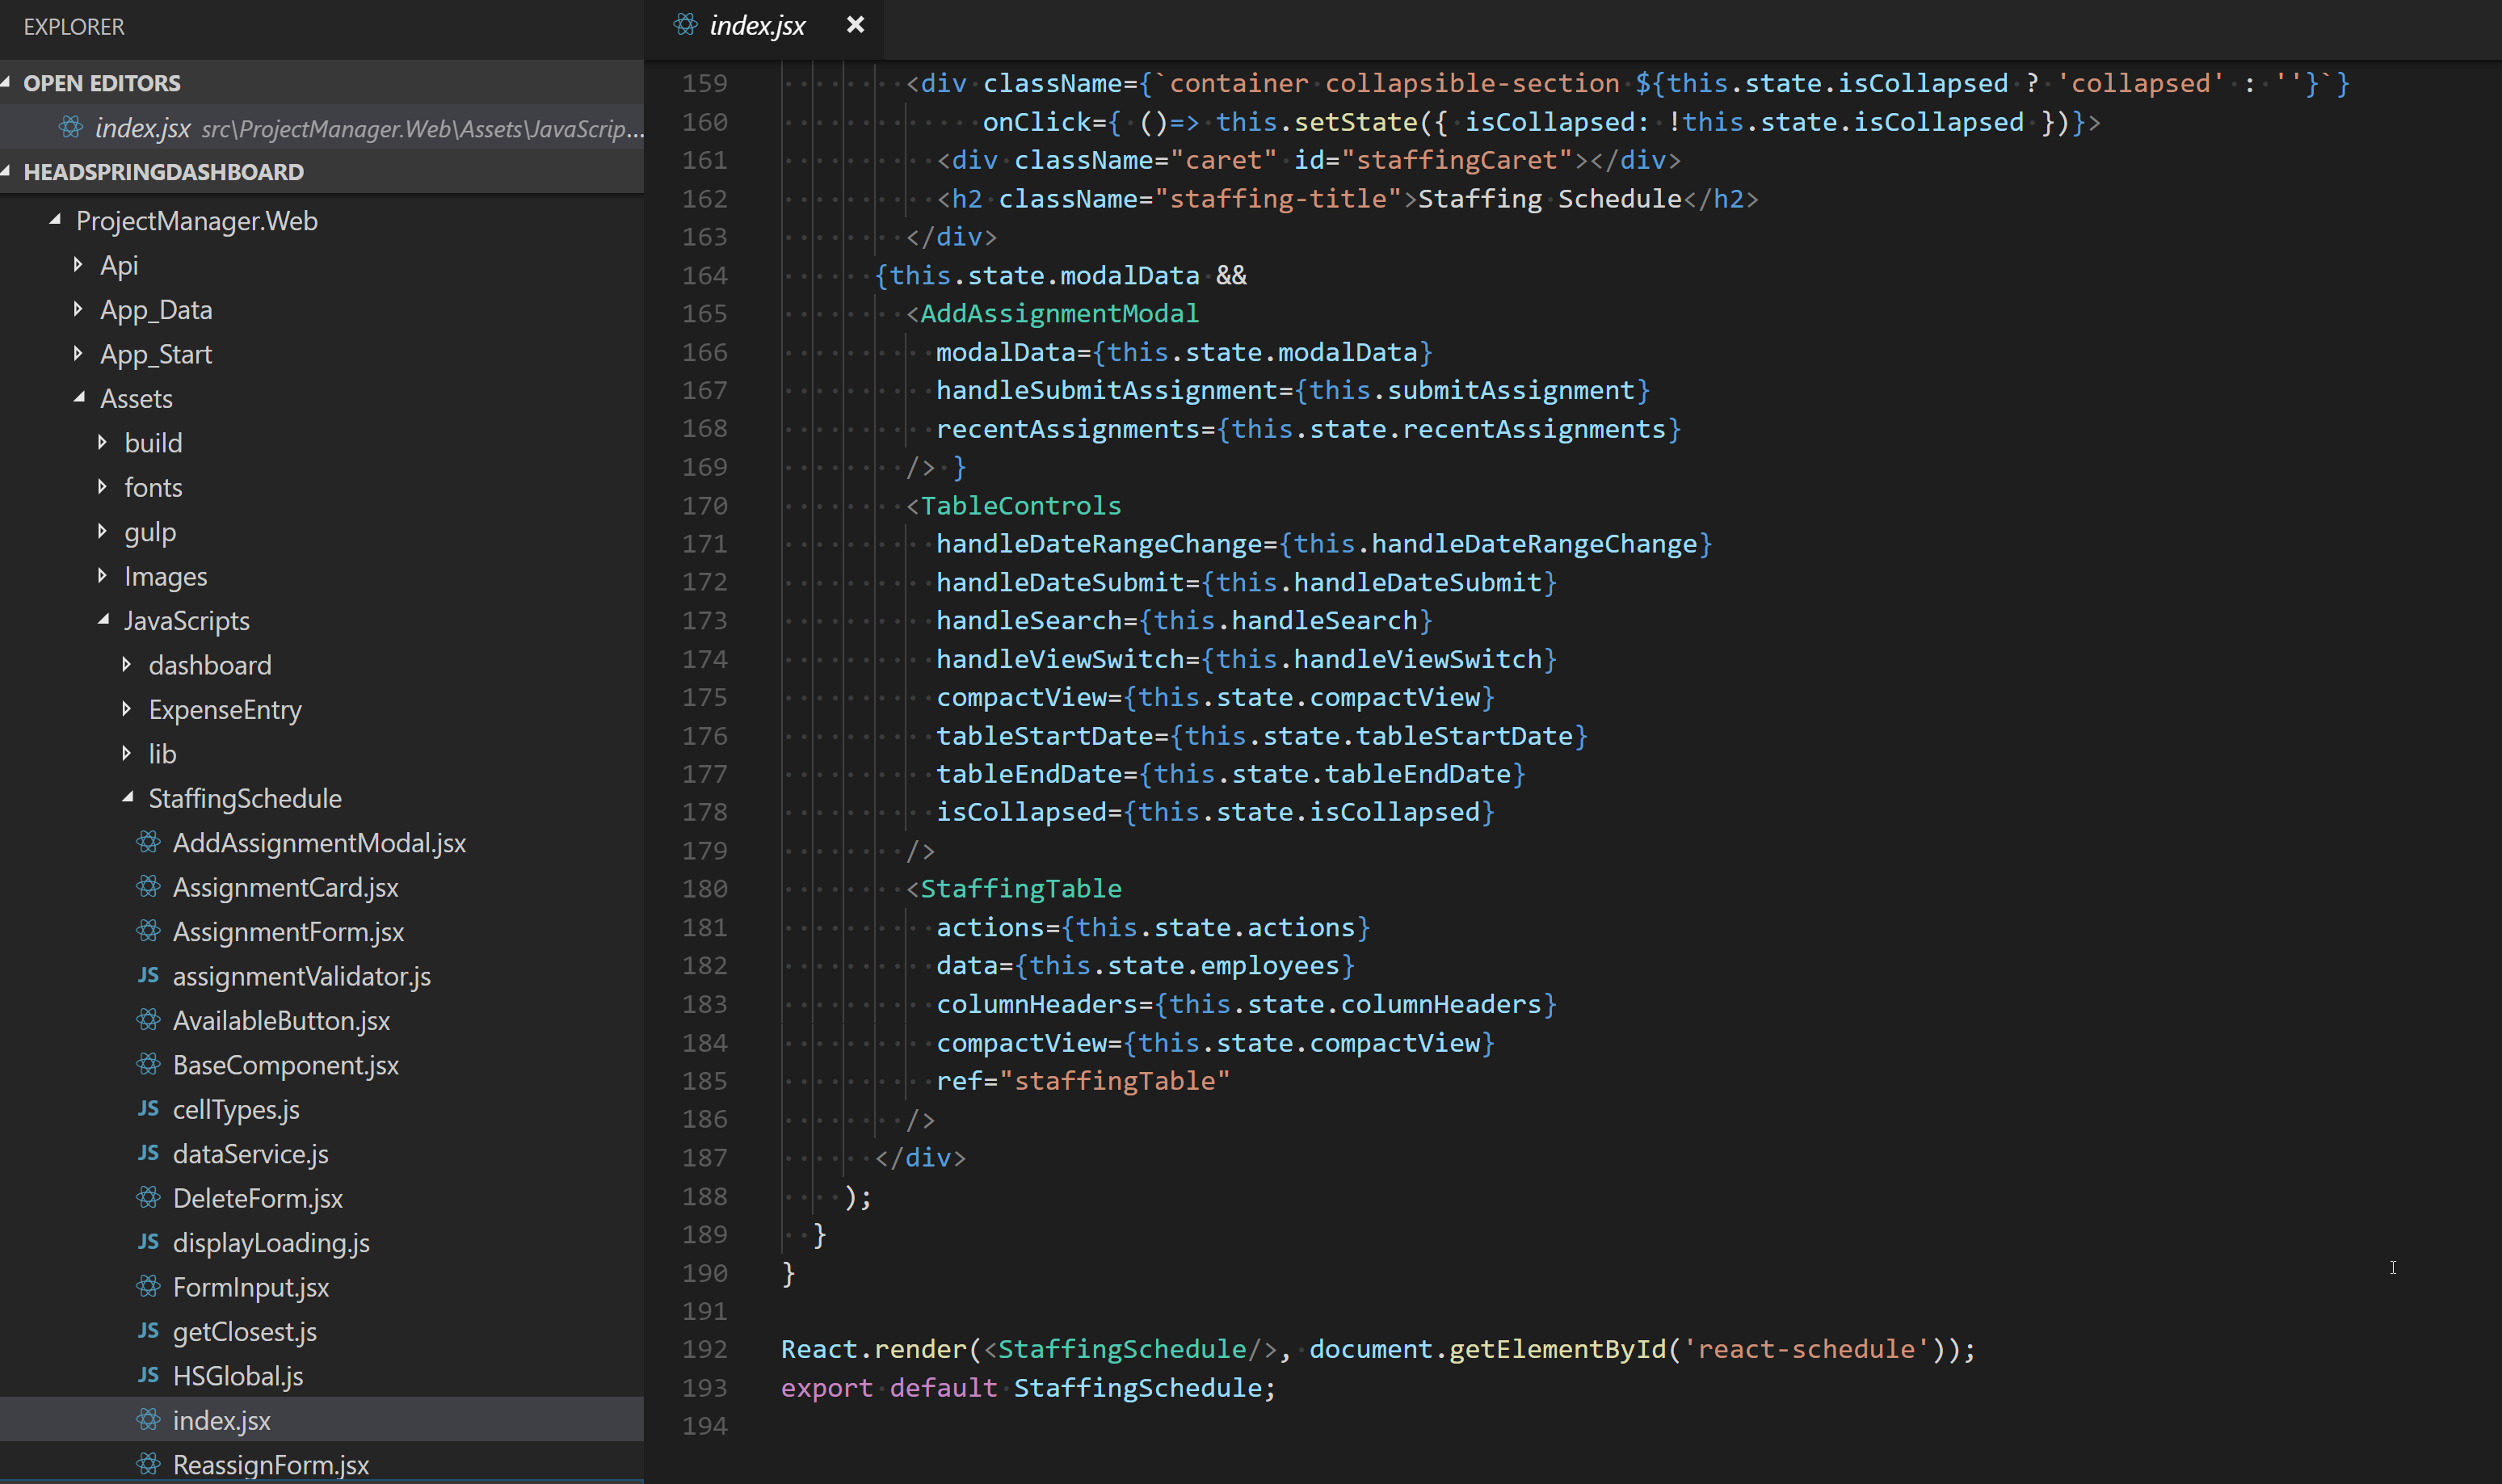 EXPLORER
OPEN EDITORS
index.jsx src\ProjectManager.Web\Assets\JavaScrip...
HEADSPRINGDASHBOARD
ProjectManager.Web
Api
App_Data
App_Start
Assets
build
fonts
gulp
Images
JavaScripts
dashboard
ExpenseEntry
lib
StaffingSchedule
AddAssignmentModal.jsx
AssignmentCard.jsx
AssignmentForm.jsx
JS assignmentValidator.js
AvailableButton.jsx
BaseComponent.jsx
JS cellTypes.js
JS dataService.js
DeleteForm.jsx
JS displayLoading.js
FormInput.jsx
JS getClosest.js
JS HSGlobal.js
index.jsx
ReassignForm.jsx
index.jsx
159 <div className={`container collapsible-section ${this.state.isCollapsed ? 'collapsed' : ''}`}
160 onClick={ ()=> this.setState({ isCollapsed: !this.state.isCollapsed })}>
161 <div className="caret" id="staffingCaret"></div>
162 <h2 className="staffing-title">Staffing Schedule</h2>
163 </div>
164 {this.state.modalData &&
165 <AddAssignmentModal
166 modalData={this.state.modalData}
167 handleSubmitAssignment={this.submitAssignment}
168 recentAssignments={this.state.recentAssignments}
169 /> }
170 <TableControls
171 handleDateRangeChange={this.handleDateRangeChange}
172 handleDateSubmit={this.handleDateSubmit}
173 handleSearch={this.handleSearch}
174 handleViewSwitch={this.handleViewSwitch}
175 compactView={this.state.compactView}
176 tableStartDate={this.state.tableStartDate}
177 tableEndDate={this.state.tableEndDate}
178 isCollapsed={this.state.isCollapsed}
179 />
180 <StaffingTable
181 actions={this.state.actions}
182 data={this.state.employees}
183 columnHeaders={this.state.columnHeaders}
184 compactView={this.state.compactView}
185 ref="staffingTable"
186 />
187 </div>
188 );
189 }
190 }
191
192 React.render(<StaffingSchedule/>, document.getElementById('react-schedule'));
193 export default StaffingSchedule;
194